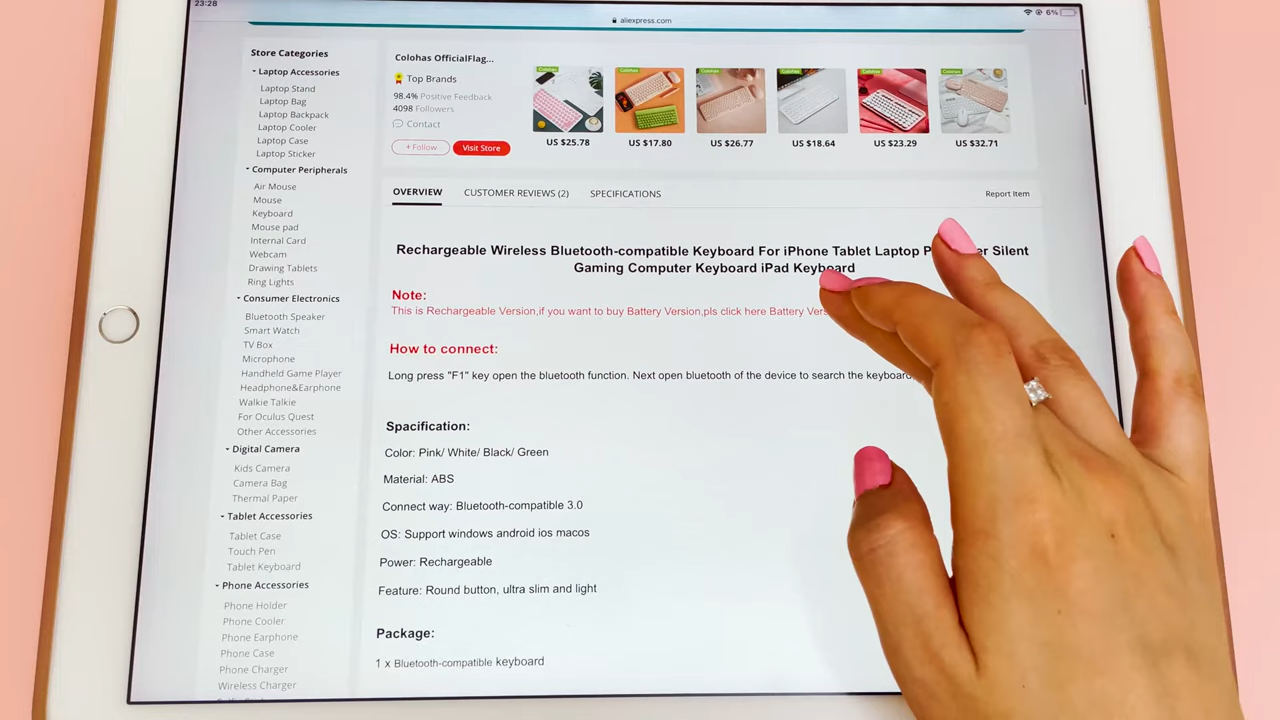 23:28
aliexpress.com
6%
Store Categories
Laptop Accessories
Laptop Stand
Laptop Bag
Laptop Backpack
Laptop Cooler
Laptop Case
Laptop Sticker
Computer Peripherals
Air Mouse
Mouse
Keyboard
Mouse pad
Internal Card
Webcam
Drawing Tablets
Ring Lights
Consumer Electronics
Bluetooth Speaker
Smart Watch
TV Box
Microphone
Handheld Game Player
Headphone&Earphone
Walkie Talkie
For Oculus Quest
Other Accessories
Digital Camera
Kids Camera
Camera Bag
Thermal Paper
Tablet Accessories
Tablet Case
Touch Pen
Tablet Keyboard
Phone Accessories
Phone Holder
Phone Cooler
Phone Earphone
Phone Case
Phone Charger
Wireless Charger
Colohas OfficialFlag...
Top Brands
98.4% Positive Feedback
4098 Followers
Contact
+ Follow
Visit Store
Colohas
Colohas
Colohas
Colohas
Colohas
Colohas
US $25.78
US $17.80
US $26.77
US $18.64
US $23.29
US $32.71
OVERVIEW
CUSTOMER REVIEWS (2)
SPECIFICATIONS
Report Item
Rechargeable Wireless Bluetooth-compatible Keyboard For iPhone Tablet Laptop Silent
Gaming Computer Keyboard iPad Keyboard
Note:
This is Rechargeable Version,if you want to buy Battery Version,pls click here Battery
How to connect:
Long press "F1" key open the bluetooth function. Next open bluetooth of the device to search the keyboard,
Spacification:
Color: Pink/ White/ Black/ Green
Material: ABS
Connect way: Bluetooth-compatible 3.0
OS: Support windows android ios macos
Power: Rechargeable
Feature: Round button, ultra slim and light
Package:
1 x Bluetooth-compatible keyboard